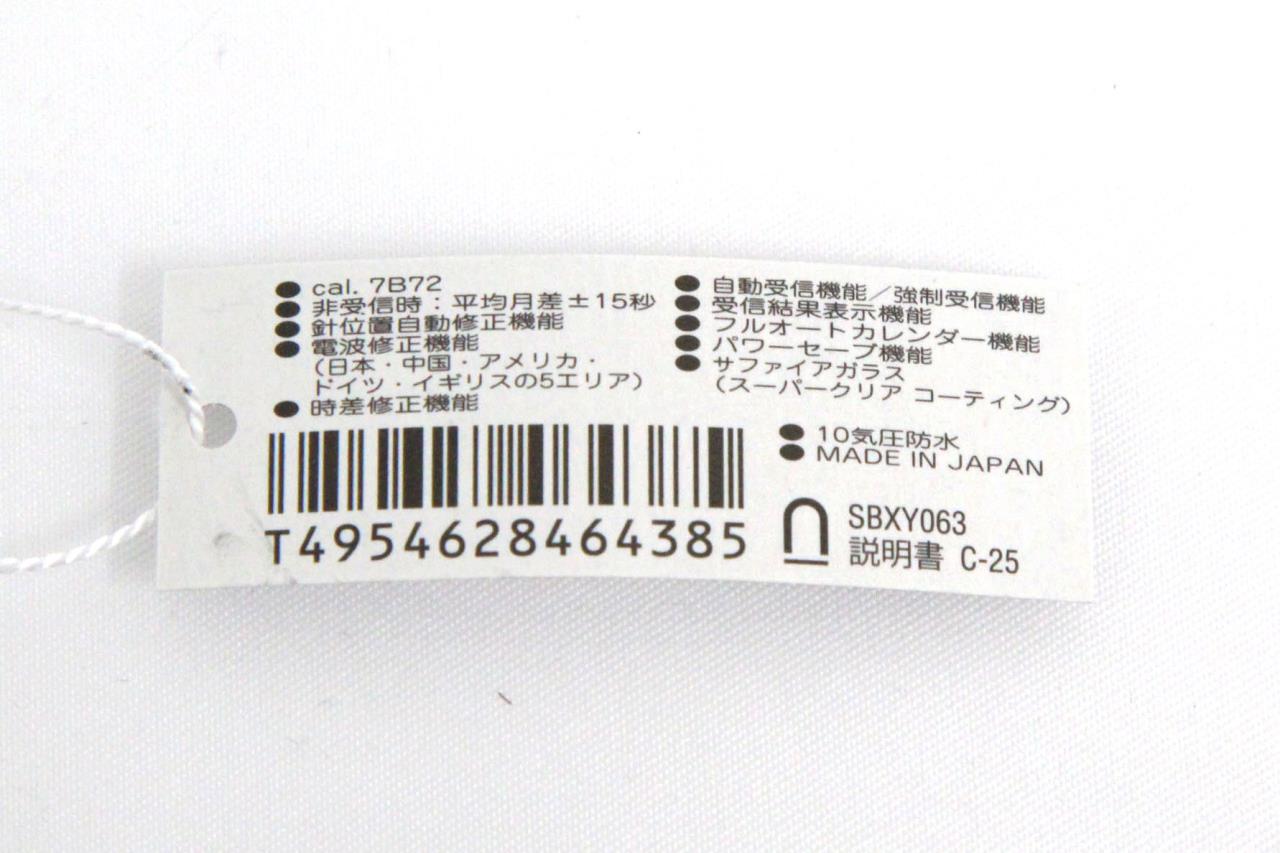 ● cal. 7B72
● 非受信時：平均月差±15秒
● 針位置自動修正機能
● 電波修正機能
（日本・中国・アメリカ・
ドイツ・イギリスの5エリア）
● 時差修正機能
● 自動受信機能／強制受信機能
● 受信結果表示機能
● フルオートカレンダー機能
● パワーセーブ機能
● サファイアガラス
（スーパークリア コーティング）
● 10気圧防水
● MADE IN JAPAN
T4954628464385
SBXY063
説明書 C-25